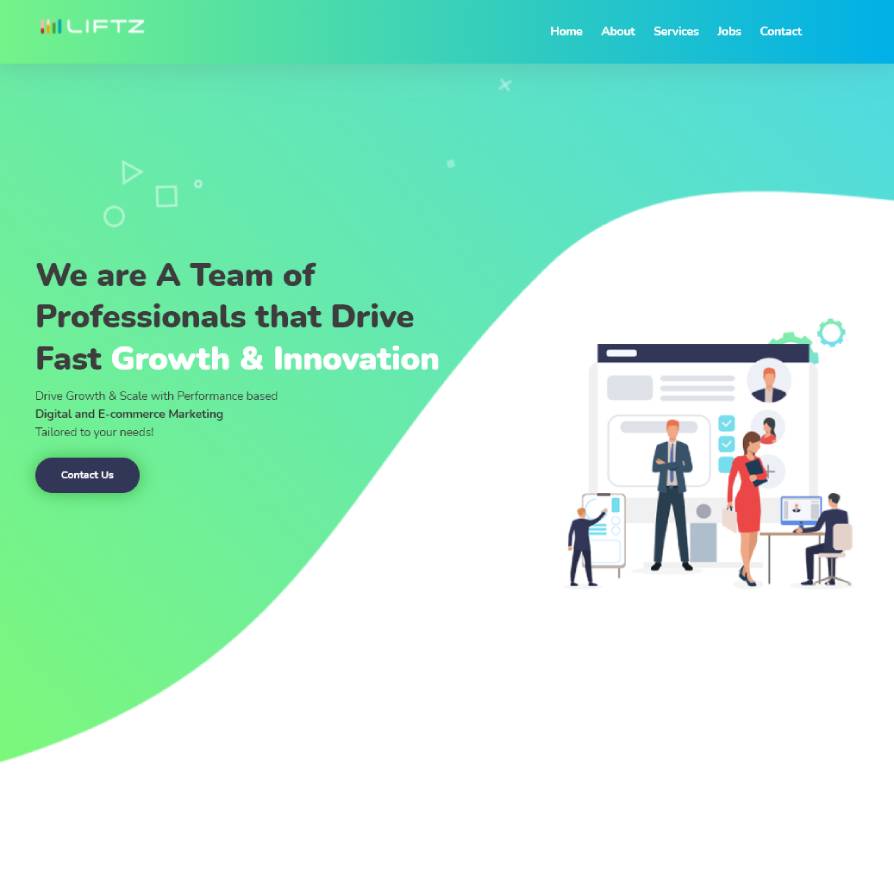 LIFTZ
Home About Services Jobs Contact
We are A Team of
Professionals that Drive
Fast Growth & Innovation
Drive Growth & Scale with Performance based
Digital and E-commerce Marketing
Tailored to your needs!
Contact Us